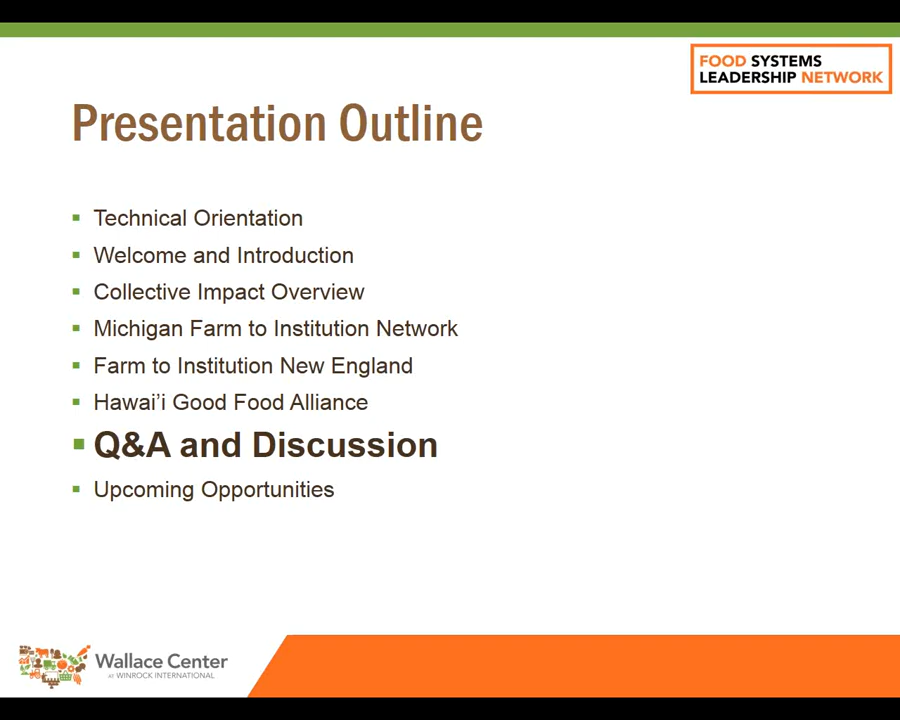 FOOD SYSTEMS
LEADERSHIP NETWORK
Presentation Outline
Technical Orientation
Welcome and Introduction
Collective Impact Overview
Michigan Farm to Institution Network
Farm to Institution New England
Hawai’i Good Food Alliance
Q&A and Discussion
Upcoming Opportunities
Wallace Center
AT WINROCK INTERNATIONAL